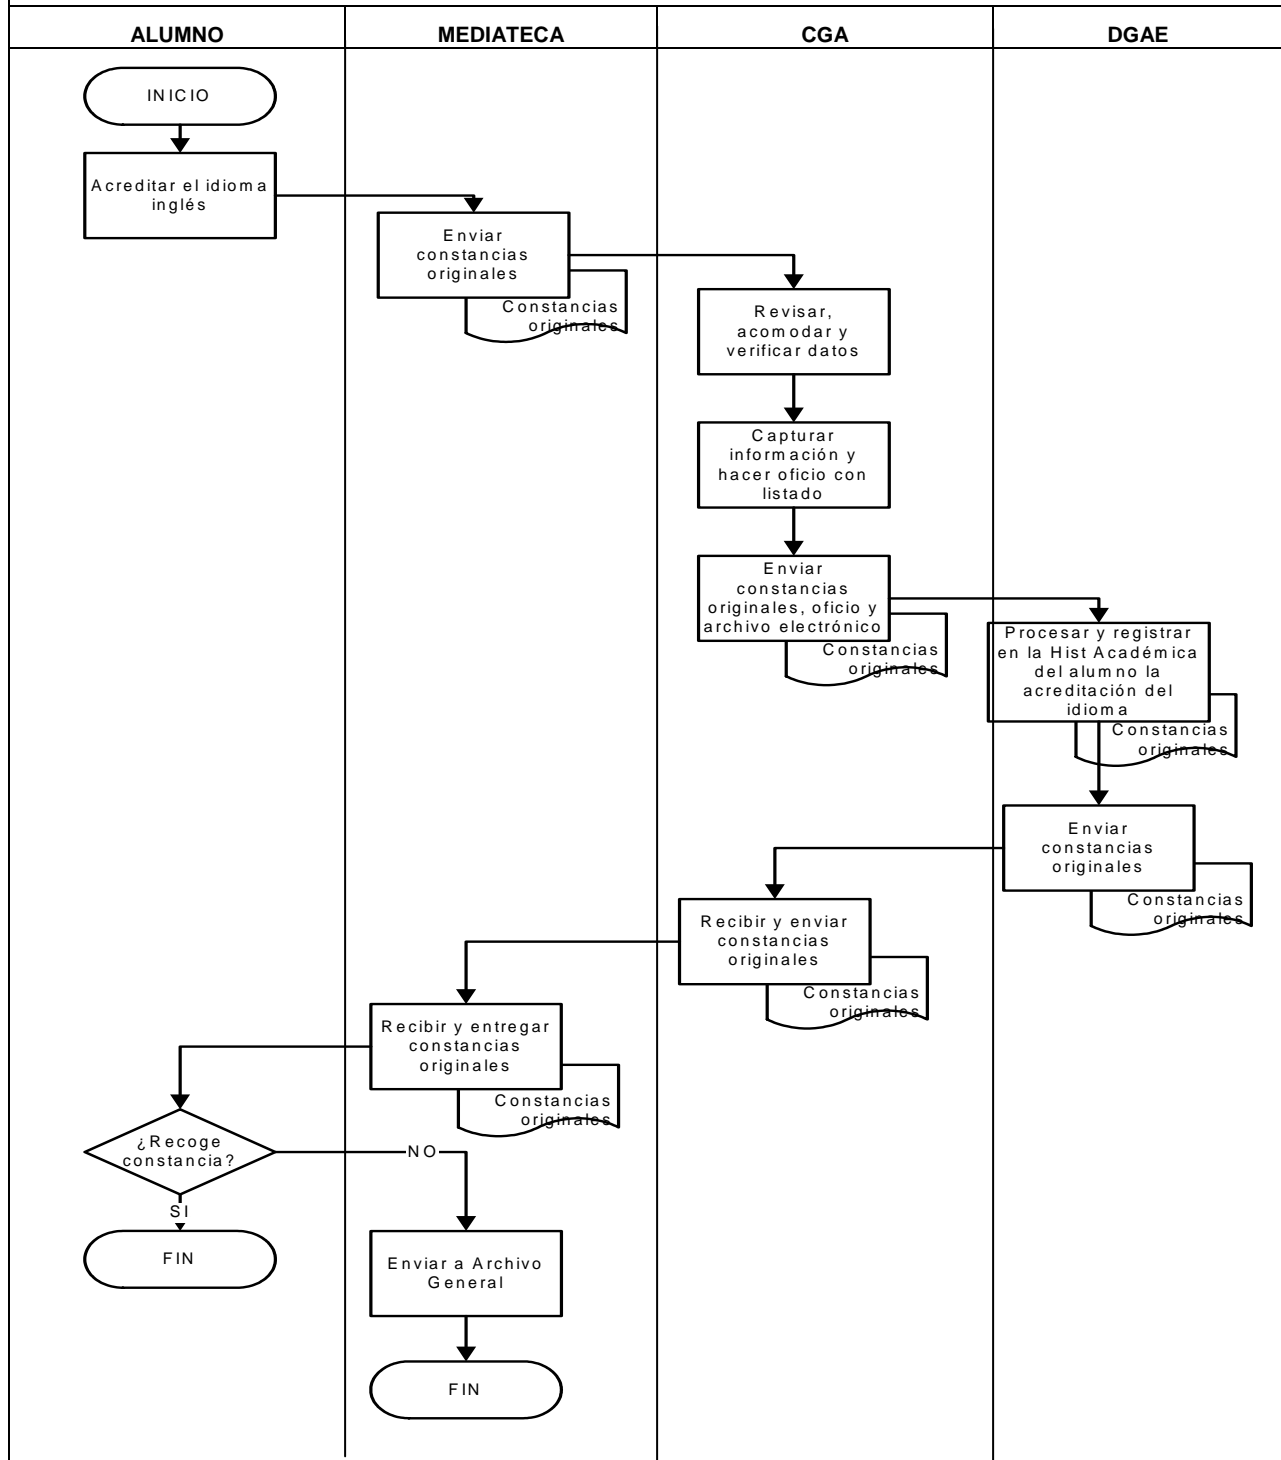 ALUMNO MEDIATECA CGA DGAE
INICIO
Acreditar el idioma
inglés
Enviar
constancias
originales
Constancias
originales
Revisar,
acomodar y
verificar datos
Capturar
información y
hacer oficio con
listado
Enviar
constancias
originales, oficio y
archivo electrónico
Constancias
originales
Procesar y registrar
en la Hist Académica
del alumno la
acreditación del
idioma
Constancias
originales
Enviar
constancias
originales
Constancias
originales
Recibir y enviar
constancias
originales
Constancias
originales
Recibir y entregar
constancias
originales
Constancias
originales
¿Recoge
constancia?
NO
SI
FIN
Enviar a Archivo
General
FIN